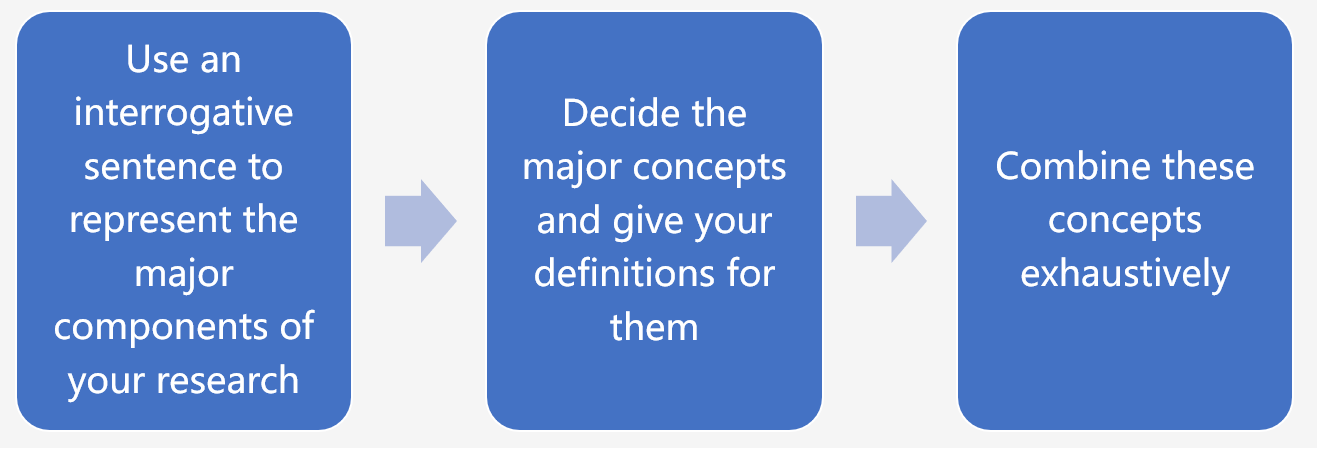 Use an
interrogative
sentence to
represent the
major
components of
your research
Decide the
major concepts
and give your
definitions for
them
Combine these
concepts
exhaustively